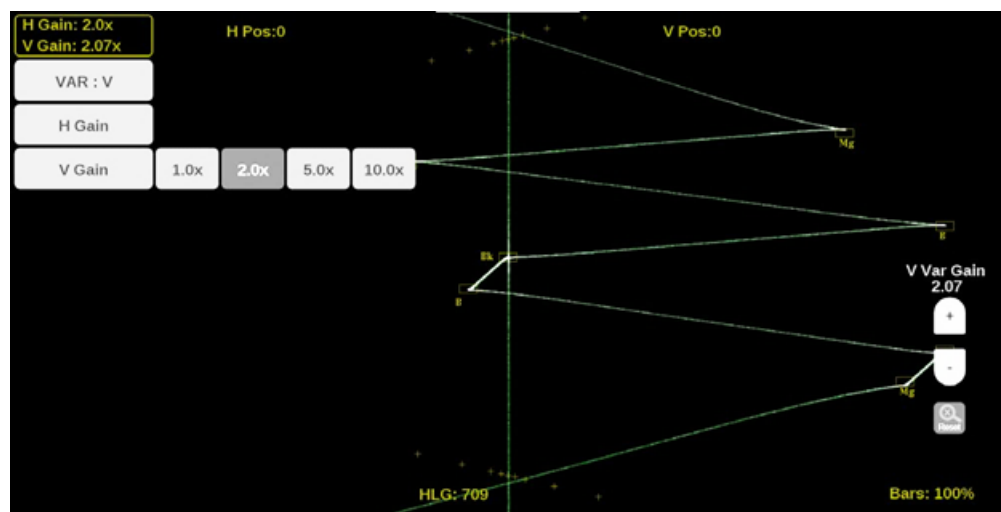 H Gain: 2.0x
V Gain: 2.07x
H Pos:0
V Pos:0
VAR : V
H Gain
V Gain
1.0x
2.0x
5.0x
10.0x
Mg
Bk
B
Mg
V Var Gain
2.07
+
-
Reset
HLG: 709
Bars: 100%